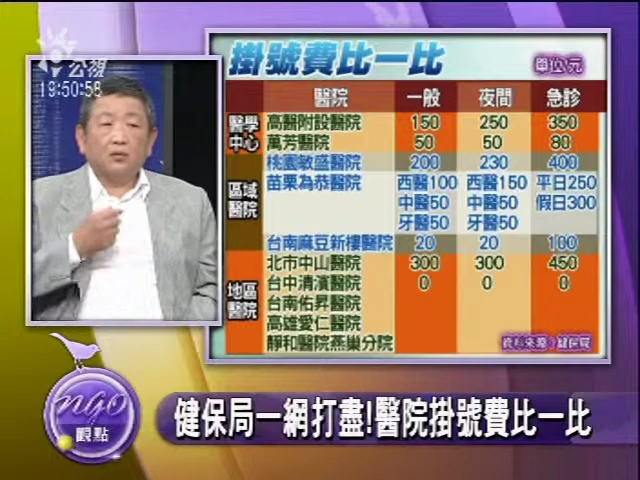 公視
19:50:58
掛號費比一比
單位/元
醫院 一般 夜間 急診
醫學中心 高醫附設醫院 150 250 350
萬芳醫院 50 50 80
區域醫院 桃園敏盛醫院 200 230 400
苗栗為恭醫院 西醫100 西醫150 平日250
中醫50 中醫50 假日300
牙醫50 牙醫50
台南麻豆新樓醫院 20 20 100
地區醫院 北市中山醫院 300 300 450
台中清濱醫院 0 0 0
台南佑昇醫院
高雄愛仁醫院
靜和醫院燕巢分院
資料來源：健保局
ngo
觀點
健保局一網打盡!醫院掛號費比一比